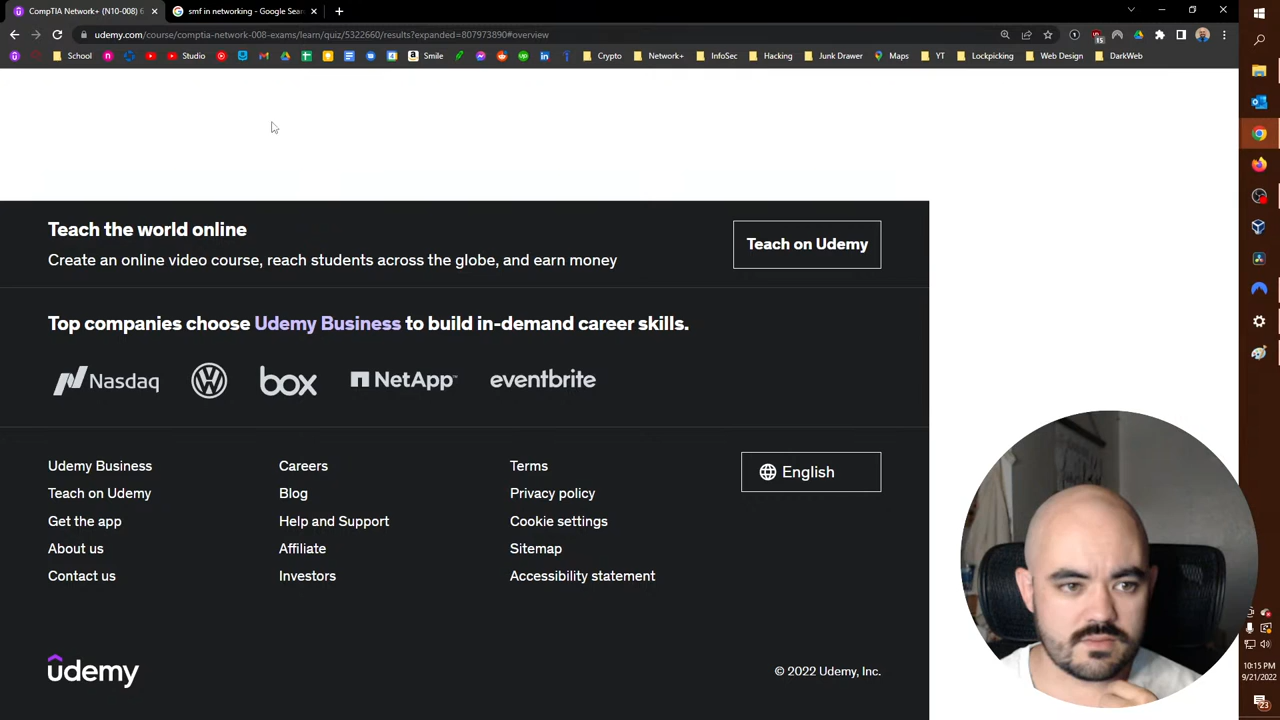 CompTIA Network+ (N10-008) 6
smf in networking - Google Sear
udemy.com/course/comptia-network-008-exams/learn/quiz/5322660/results?expanded=807973890#overview
School
Studio
Smile
Crypto
Network+
InfoSec
Hacking
Junk Drawer
Maps
YT
Lockpicking
Web Design
DarkWeb
Teach the world online
Create an online video course, reach students across the globe, and earn money
Teach on Udemy
Top companies choose Udemy Business to build in-demand career skills.
Nasdaq
box
NetApp
eventbrite
Udemy Business
Teach on Udemy
Get the app
About us
Contact us
Careers
Blog
Help and Support
Affiliate
Investors
Terms
Privacy policy
Cookie settings
Sitemap
Accessibility statement
English
udemy
© 2022 Udemy, Inc.
10:15 PM
9/21/2022
23